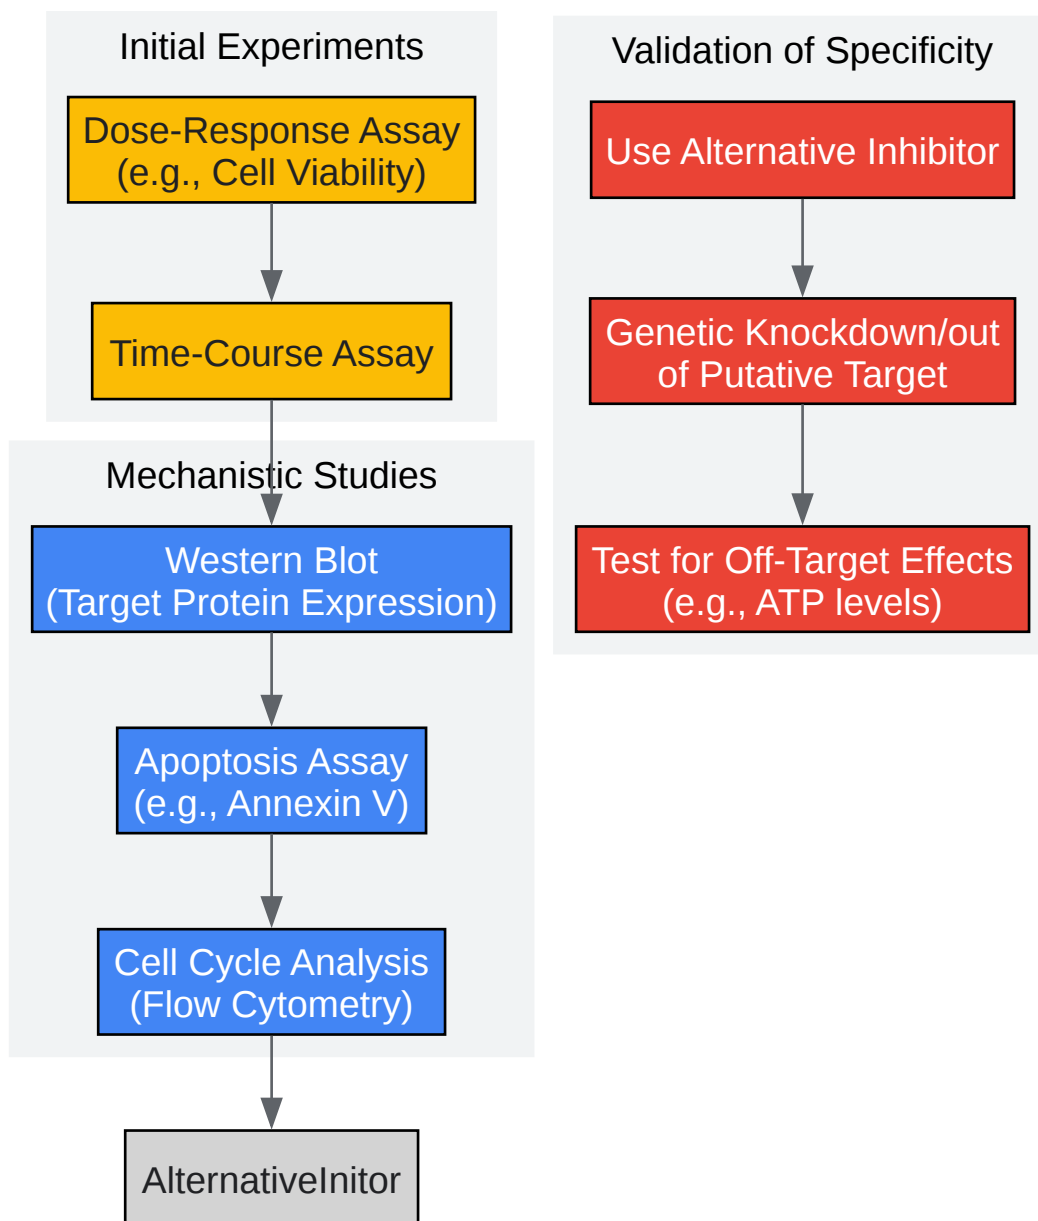 Initial Experiments
Dose-Response Assay
(e.g., Cell Viability)
Time-Course Assay
Mechanistic Studies
Western Blot
(Target Protein Expression)
Apoptosis Assay
(e.g., Annexin V)
Cell Cycle Analysis
(Flow Cytometry)
AlternativeInitor
Validation of Specificity
Use Alternative Inhibitor
Genetic Knockdown/out
of Putative Target
Test for Off-Target Effects
(e.g., ATP levels)